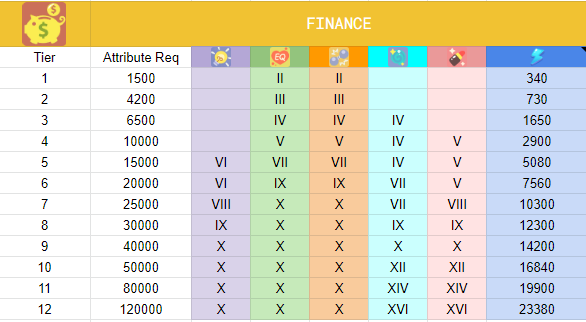 FINANCE
Tier Attribute Req EQ
1 1500 II II 340
2 4200 III III 730
3 6500 IV IV IV 1650
4 10000 V V IV V 2900
5 15000 VI VII VII IV V 5080
6 20000 VI IX IX VII V 7560
7 25000 VIII X X VII VIII 10300
8 30000 IX X X IX IX 12300
9 40000 X X X X X 14200
10 50000 X X X XII XII 16840
11 80000 X X X XIV XIV 19900
12 120000 X X X XVI XVI 23380